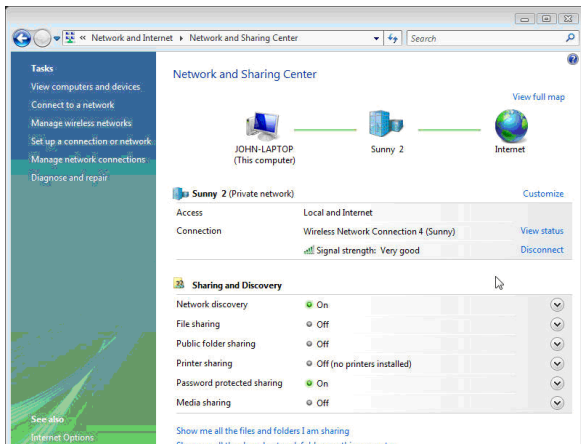 « Network and Internet ▸ Network and Sharing Center
Search
Tasks
View computers and devices
Connect to a network
Manage wireless networks
Set up a connection or network
Manage network connections
Diagnose and repair
See also
Internet Options
Network and Sharing Center
View full map
JOHN-LAPTOP
(This computer)
Sunny 2
Internet
Sunny 2 (Private network)
Customize
Access
Local and Internet
Connection
Wireless Network Connection 4 (Sunny)
View status
Signal strength: Very good
Disconnect
Sharing and Discovery
Network discovery
On
File sharing
Off
Public folder sharing
Off
Printer sharing
Off (no printers installed)
Password protected sharing
On
Media sharing
Off
Show me all the files and folders I am sharing